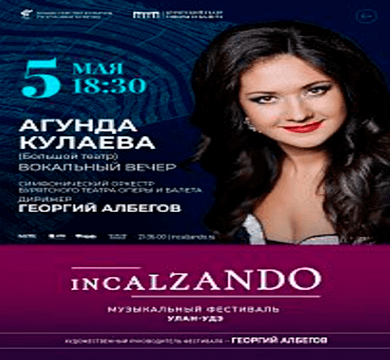 6+
5 МАЯ
18:30
АГУНДА
КУЛАЕВА
(Большой театр)
ВОКАЛЬНЫЙ ВЕЧЕР
СИМФОНИЧЕСКИЙ ОРКЕСТР
БУРЯТСКОГО ТЕАТРА ОПЕРЫ И БАЛЕТА
ДИРИЖЕР
ГЕОРГИЙ АЛБЕГОВ
INCALZANDO
МУЗЫКАЛЬНЫЙ ФЕСТИВАЛЬ
УЛАН-УДЭ
ХУДОЖЕСТВЕННЫЙ РУКОВОДИТЕЛЬ ФЕСТИВАЛЯ – ГЕОРГИЙ АЛБЕГОВ